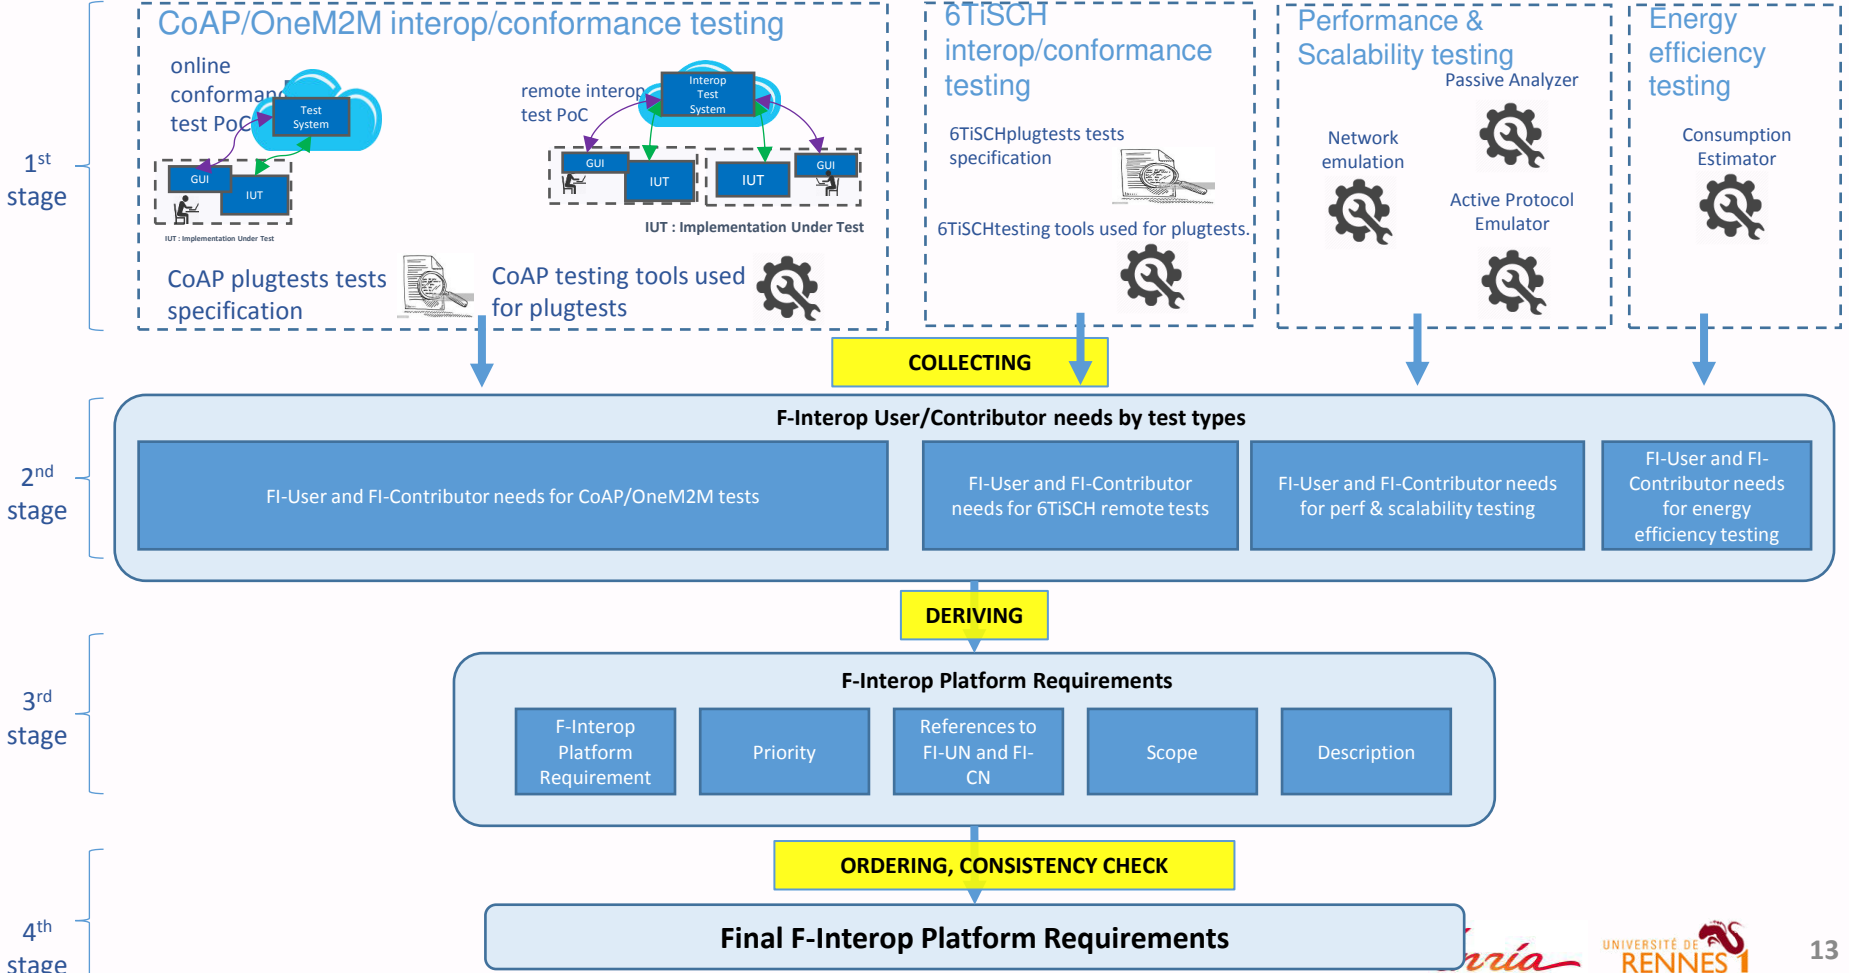 CoAP/OneM2M interop/conformance testing
online
conformanc
test PoC
Test
System
GUI
IUT
IUT : Implementation Under Test
remote interop
test PoC
Interop
Test
System
GUI
IUT
IUT
GUI
IUT : Implementation Under Test
CoAP plugtests tests
specification
CoAP testing tools used
for plugtests
6TiSCH
interop/conformance
testing
6TiSCHplugtests tests
specification
6TiSCHtesting tools used for plugtests.
Performance &
Scalability testing
Passive Analyzer
Network
emulation
Active Protocol
Emulator
Energy
efficiency
testing
Consumption
Estimator
1st
stage
COLLECTING
2nd
stage
F-Interop User/Contributor needs by test types
FI-User and FI-Contributor needs for CoAP/OneM2M tests
FI-User and FI-Contributor
needs for 6TiSCH remote tests
FI-User and FI-Contributor needs
for perf & scalability testing
FI-User and FI-
Contributor needs
for energy
efficiency testing
DERIVING
3rd
stage
F-Interop Platform Requirements
F-Interop
Platform
Requirement
Priority
References to
FI-UN and FI-
CN
Scope
Description
ORDERING, CONSISTENCY CHECK
4th
stage
Final F-Interop Platform Requirements
UNIVERSITÉ DE
RENNES 1
13